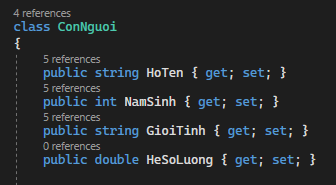 4 references
class ConNguoi
{
5 references
public string HoTen { get; set; }
5 references
public int NamSinh { get; set; }
5 references
public string GioiTinh { get; set; }
0 references
public double HeSoLuong { get; set; }